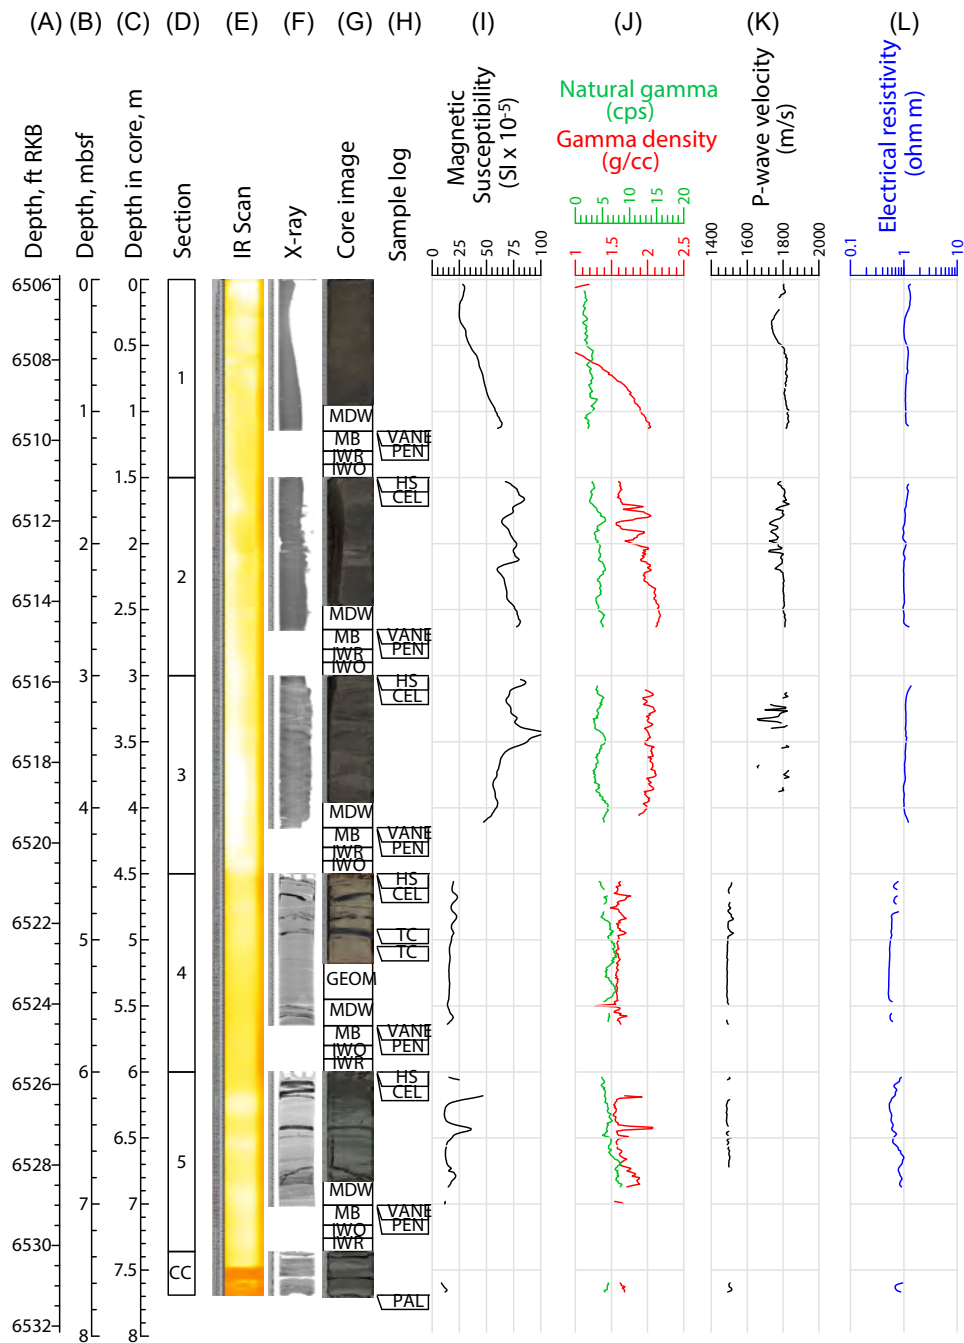 (A) (B) (C) (D) (E) (F) (G) (H) (I) (J) (K) (L)
Depth, ft RKB
Depth, mbsf
Depth in core, m
Section
IR Scan
X-ray
Core image
Sample log
Magnetic
Susceptibility
(SI x 10-5)
Natural gamma
(cps)
Gamma density
(g/cc)
P-wave velocity
(m/s)
Electrical resistivity
(ohm m)
0 5 10 15 20
0 25 50 75 100
1 1.5 2 2.5
1400 1600 1800 2000
0.1 1 10
6506 0 0
0.5
6508
1
1 1
MDW
6510
MB VANE
IWR PEN
IWO
1.5
HS
CEL
6512
2 2
2
6514
2.5
MDW
MB VANE
IWR PEN
IWO
3 3
6516
HS
CEL
3.5
6518
3
4 4
MDW
6520
MB VANE
IWR PEN
IWO
4.5
HS
CEL
6522
TC
5 5
TC
4
GEOM
6524
5.5
MDW
MB VANE
IWO PEN
IWR
6 6
6526
HS
CEL
6.5
5
6528
MDW
7 7
MB VANE
IWO PEN
IWR
6530
7.5
CC
PAL
6532
8 8